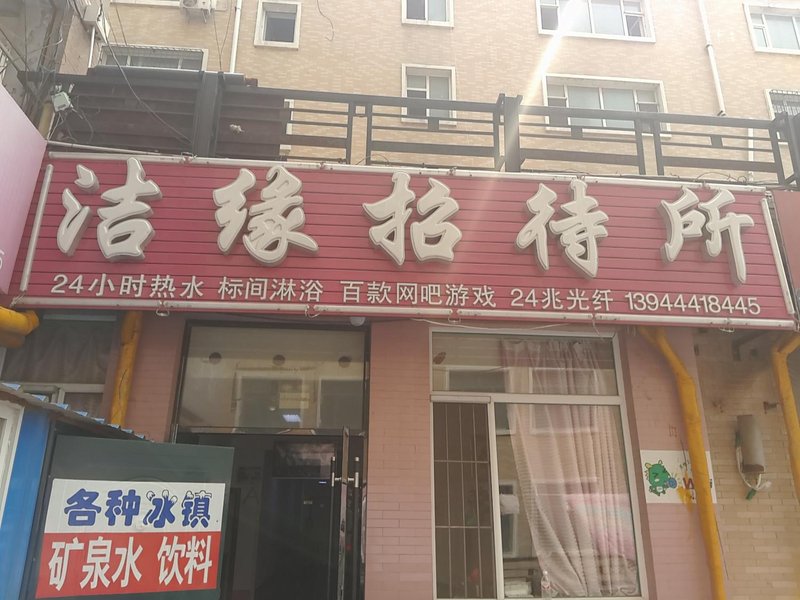 洁缘招待所
24小时热水 标间淋浴 百款网吧游戏 24兆光纤 13944418445
各种冰镇
矿泉水 饮料